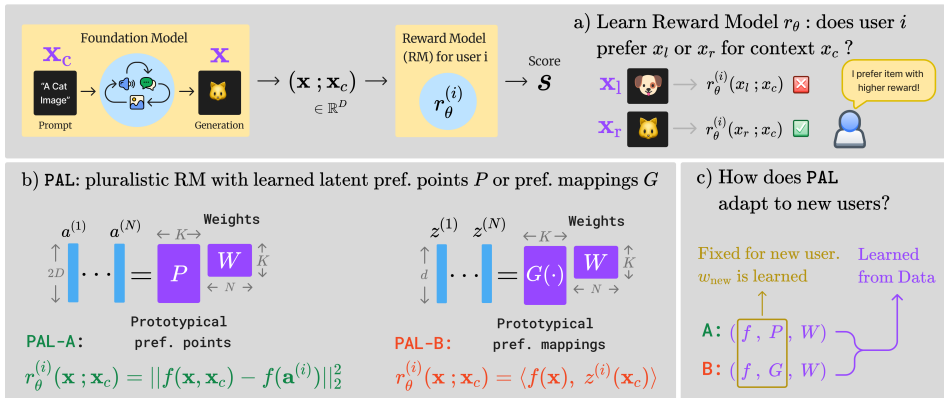 Foundation Model
x_c
x
"A Cat Image"
Prompt
Generation
(x ; x_c)
∈ ℝ^D
Reward Model
(RM) for user i
r_θ^(i)
Score
s
a) Learn Reward Model r_θ : does user i
prefer x_l or x_r for context x_c ?
x_l
r_θ^(i)(x_l ; x_c)
x_r
r_θ^(i)(x_r ; x_c)
I prefer item with
higher reward!
b) PAL: pluralistic RM with learned latent pref. points P or pref. mappings G
a^(1) a^(N)
2D
···
=
K
P
Weights
W
K
N
Prototypical
pref. points
PAL-A:
r_θ^(i)(x ; x_c) = ||f(x, x_c) − f(a^(i))||_2^2
z^(1) z^(N)
d
···
=
K
G(·)
Weights
W
K
N
Prototypical
pref. mappings
PAL-B:
r_θ^(i)(x ; x_c) = ⟨f(x), z^(i)(x_c)⟩
c) How does PAL
adapt to new users?
Fixed for new user.
w_new is learned
Learned
from Data
A: ( f , P , W)
B: ( f , G , W)